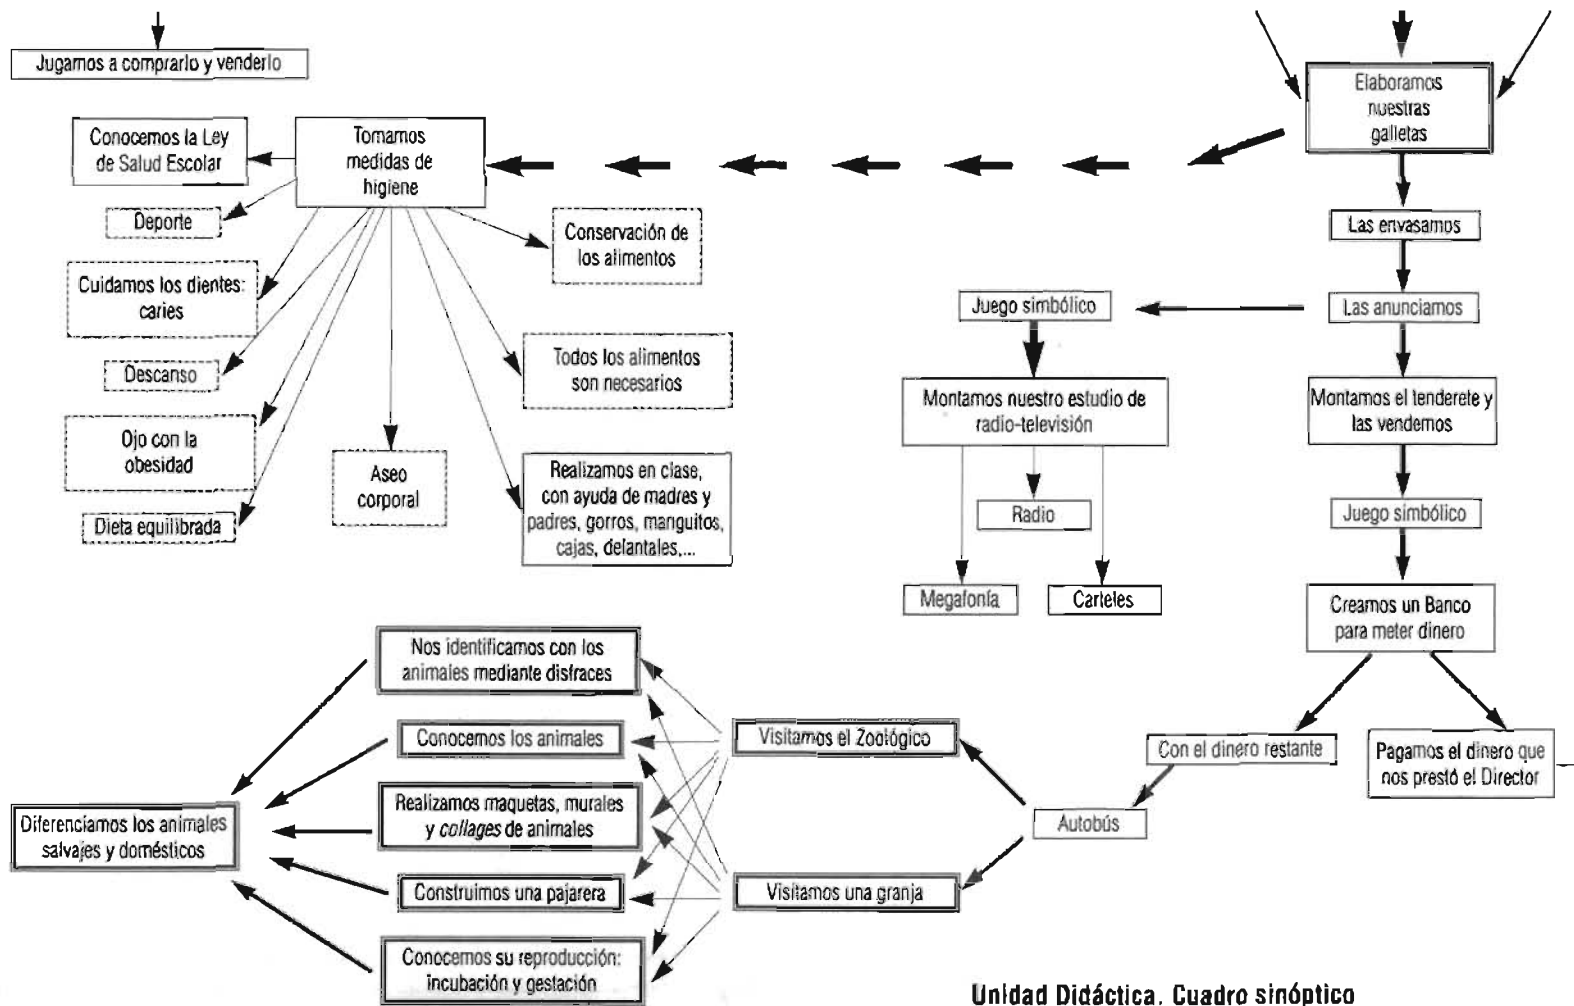 Jugamos a comprarlo y venderlo
Elaboramos
nuestras
galletas
Conocemos la Ley
de Salud Escolar
Tomamos
medidas de
higiene
Deporte
Conservación de
los alimentos
Las envasamos
Cuidamos los dientes:
caries
Juego simbólico
Las anunciamos
Descanso
Todos los alimentos
son necesarios
Montamos nuestro estudio de
radio-televisión
Montamos el tenderete y
las vendemos
Ojo con la
obesidad
Aseo
corporal
Realizamos en clase,
con ayuda de madres y
padres, gorros, manguitos,
cajas, delantales,...
Dieta equilibrada
Radio
Juego simbólico
Megafonía
Carteles
Creamos un Banco
para meter dinero
Nos identificamos con los
animales mediante disfraces
Conocemos los animales
Visitamos el Zoológico
Con el dinero restante
Pagamos el dinero que
nos prestó el Director
Realizamos maquetas, murales
y collages de animales
Diferenciamos los animales
salvajes y domésticos
Autobús
Construimos una pajarera
Visitamos una granja
Conocemos su reproducción:
incubación y gestación
Unidad Didáctica. Cuadro sinóptico